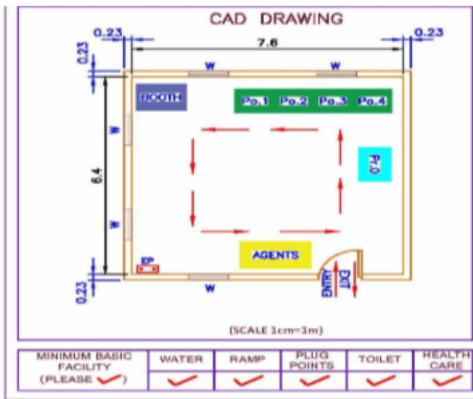 CAD DRAWING
0.23
7.6
0.23
0.23
W
W
BOOTH
Po.1 Po.2 Po.3 Po.4
W
6.4
Pr.O
W
AGENTS
EP
0.23
W
ENTRY
EXIT
(SCALE 1cm=1m)
MINIMUM BASIC FACILITY (PLEASE ✓)
WATER
RAMP
PLUG POINTS
TOILET
HEALTH CARE
✓ ✓ ✓ ✓ ✓